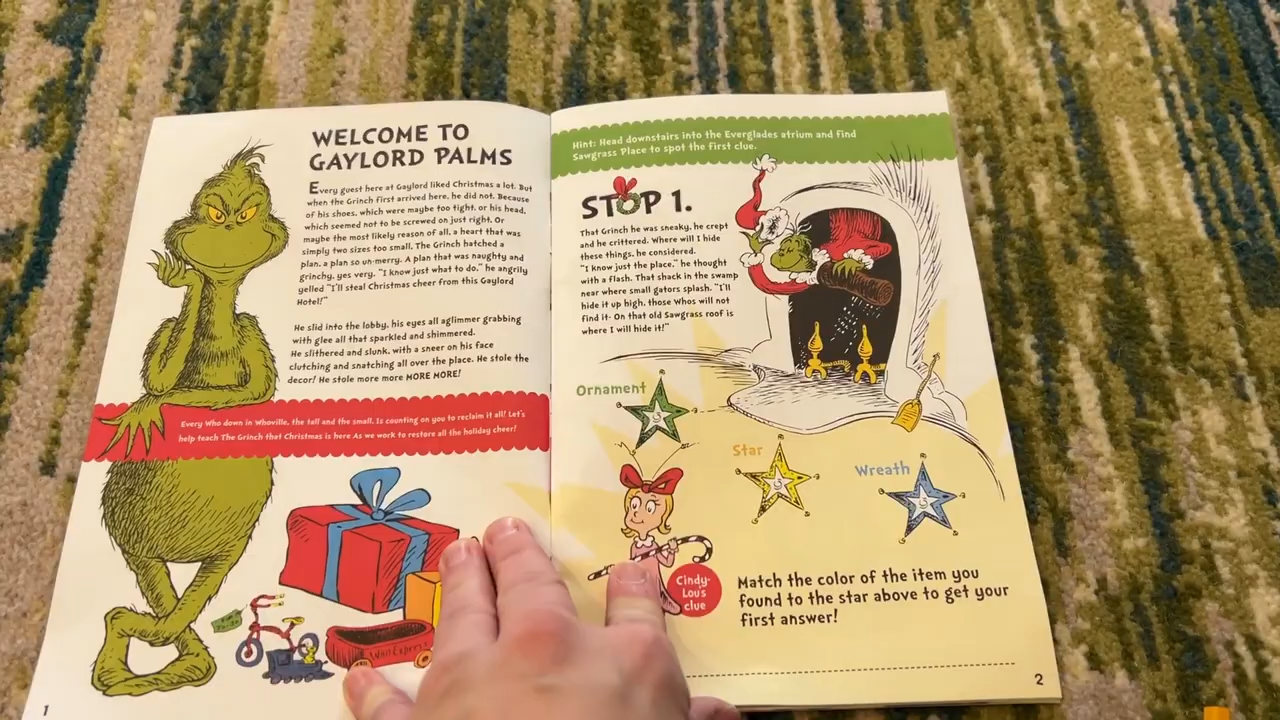 WELCOME TO
GAYLORD PALMS
Every guest here at Gaylord liked Christmas a lot. But
when the Grinch first arrived here, he did not. Because
of his shoes, which were maybe too tight, or his head,
which seemed not to be screwed on just right. Or
maybe the most likely reason of all, a heart that was
simply two sizes too small. The Grinch hatched a
plan, a plan so un-merry. A plan that was naughty and
grinchy, yes very. "I know just what to do," he angrily
yelled "I'll steal Christmas cheer from this Gaylord
Hotel!"
He slid into the lobby, his eyes all aglimmer grabbing
with glee all that sparkled and shimmered.
He slithered and slunk, with a sneer on his face
clutching and snatching all over the place. He stole the
decor! He stole more more MORE MORE!
Every Who down in Whoville, the tall and the small, Is counting on you to reclaim it all! Let's
help teach The Grinch that Christmas is here As we work to restore all the holiday cheer!
Who Express
1
Hint: Head downstairs into the Everglades atrium and find
Sawgrass Place to spot the first clue.
STOP 1.
That Grinch he was sneaky, he crept
and he crittered. Where will I hide
these things, he considered.
"I know just the place," he thought
with a flash. That shack in the swamp
near where small gators splash. "I'll
hide it up high, those Whos will not
find it- On that old Sawgrass roof is
where I will hide it!"
Ornament
Star
Wreath
Cindy-
Lou's
clue
Match the color of the item you
found to the star above to get your
first answer!
2